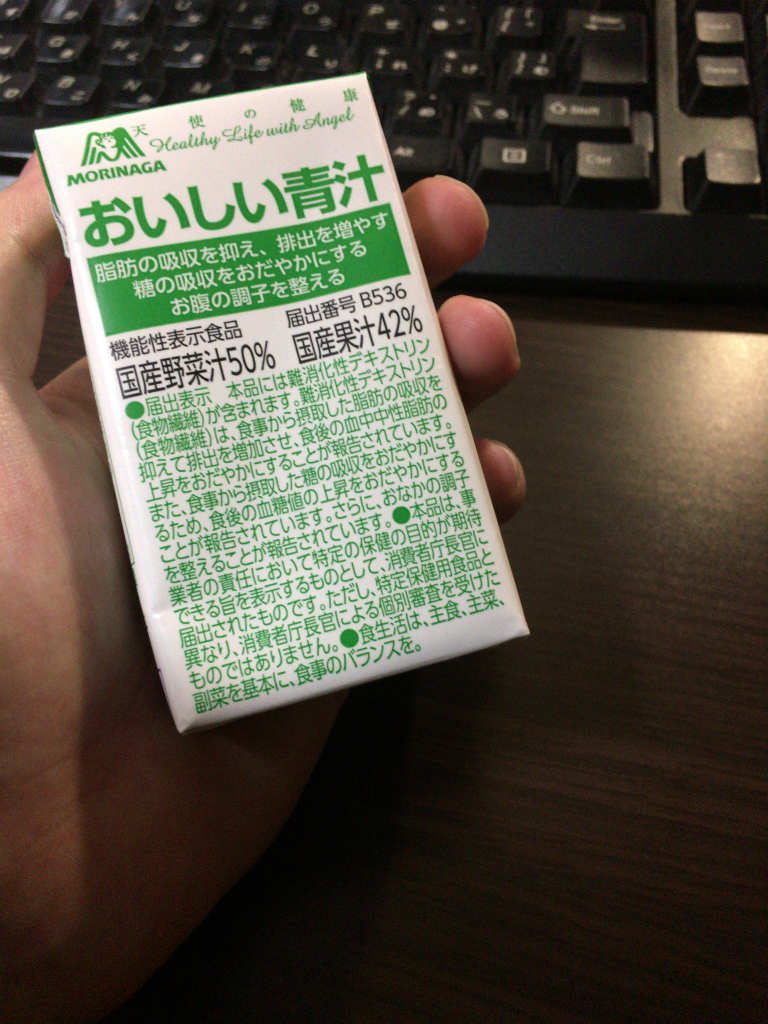 天使の健康
Healthy Life with Angel
MORINAGA
おいしい青汁
脂肪の吸収を抑え、排出を増やす
糖の吸収をおだやかにする
お腹の調子を整える
機能性表示食品 届出番号 B536
国産野菜汁50% 国産果汁42%
●届出表示 本品には難消化性デキストリン
(食物繊維)が含まれます。難消化性デキストリン
(食物繊維)は、食事から摂取した脂肪の吸収を
抑えて排出を増加させ、食後の血中中性脂肪の
上昇をおだやかにすることが報告されています。
また、食事から摂取した糖の吸収をおだやかにす
るため、食後の血糖値の上昇をおだやかにする
ことが報告されています。さらに、おなかの調子
を整えることが報告されています。●本品は、事
業者の責任において特定の保健の目的が期待
できる旨を表示するものとして、消費者庁長官に
届出されたものです。ただし、特定保健用食品と
異なり、消費者庁長官による個別審査を受けた
ものではありません。●食生活は、主食、主菜、
副菜を基本に、食事のバランスを。
Enter
Insert
Delete
Shift
Alt
Ctrl